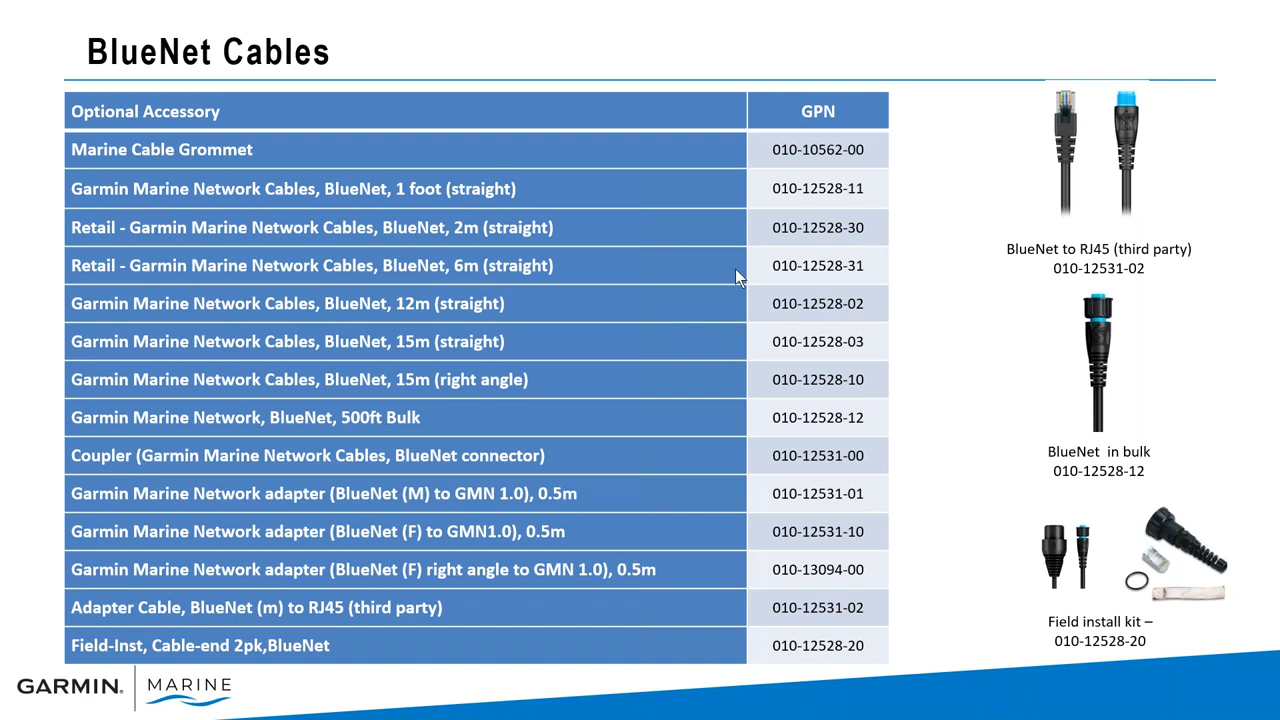 BlueNet Cables
Optional Accessory GPN
Marine Cable Grommet 010-10562-00
Garmin Marine Network Cables, BlueNet, 1 foot (straight) 010-12528-11
Retail - Garmin Marine Network Cables, BlueNet, 2m (straight) 010-12528-30
Retail - Garmin Marine Network Cables, BlueNet, 6m (straight) 010-12528-31
Garmin Marine Network Cables, BlueNet, 12m (straight) 010-12528-02
Garmin Marine Network Cables, BlueNet, 15m (straight) 010-12528-03
Garmin Marine Network Cables, BlueNet, 15m (right angle) 010-12528-10
Garmin Marine Network, BlueNet, 500ft Bulk 010-12528-12
Coupler (Garmin Marine Network Cables, BlueNet connector) 010-12531-00
Garmin Marine Network adapter (BlueNet (M) to GMN 1.0), 0.5m 010-12531-01
Garmin Marine Network adapter (BlueNet (F) to GMN1.0), 0.5m 010-12531-10
Garmin Marine Network adapter (BlueNet (F) right angle to GMN 1.0), 0.5m 010-13094-00
Adapter Cable, BlueNet (m) to RJ45 (third party) 010-12531-02
Field-Inst, Cable-end 2pk,BlueNet 010-12528-20
BlueNet to RJ45 (third party)
010-12531-02
BlueNet in bulk
010-12528-12
Field install kit –
010-12528-20
GARMIN. MARINE